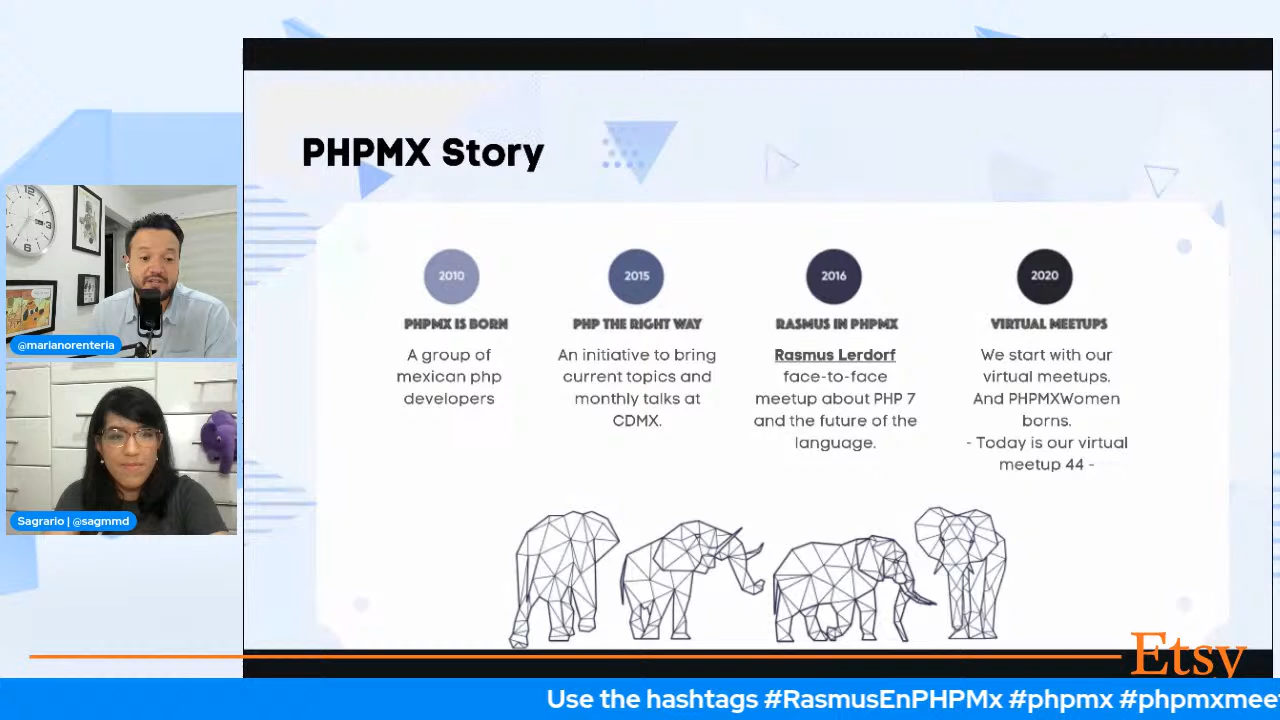 PHPMX Story
2010
PHPMX IS BORN
A group of
mexican php
developers
2015
PHP THE RIGHT WAY
An initiative to bring
current topics and
monthly talks at
CDMX.
2016
RASMUS IN PHPMX
Rasmus Lerdorf
face-to-face
meetup about PHP 7
and the future of the
language.
2020
VIRTUAL MEETUPS
We start with our
virtual meetups.
And PHPMXWomen
borns.
- Today is our virtual
meetup 44 -
@marianorenteria
Sagrario | @sagmmd
Etsy
Use the hashtags #RasmusEnPHPMx #phpmx #phpmxmee